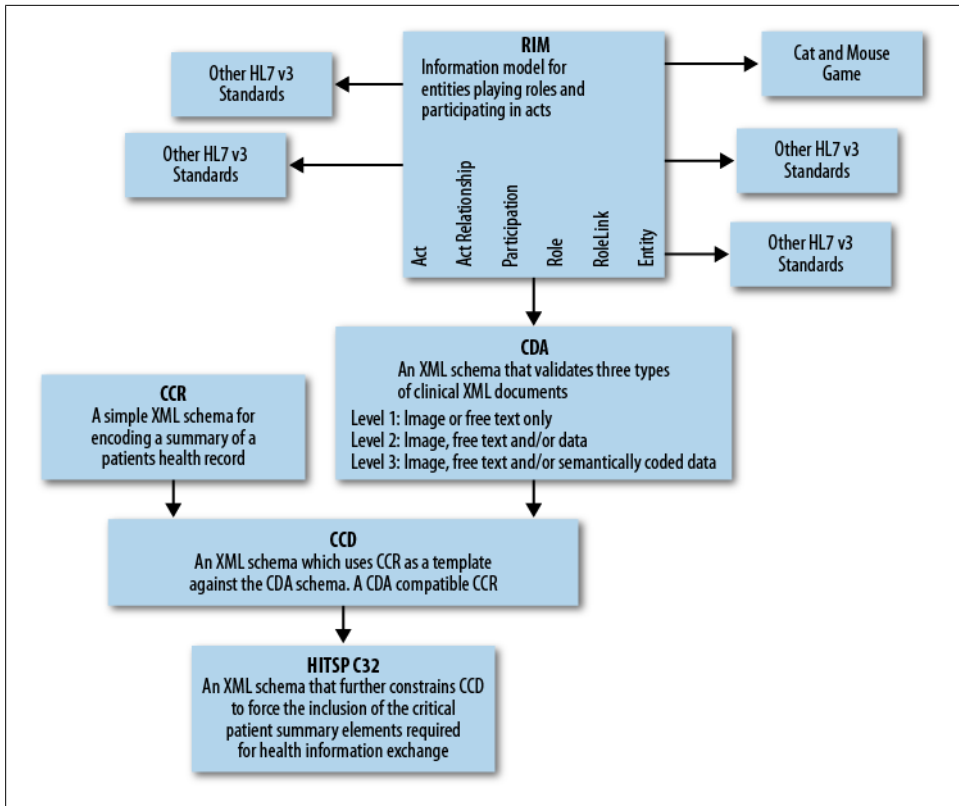 RIM
Information model for
entities playing roles and
participating in acts
Act
Act Relationship
Participation
Role
RoleLink
Entity
Other HL7 v3
Standards
Other HL7 v3
Standards
Cat and Mouse
Game
Other HL7 v3
Standards
Other HL7 v3
Standards
CDA
An XML schema that validates three types
of clinical XML documents
Level 1: Image or free text only
Level 2: Image, free text and/or data
Level 3: Image, free text and/or semantically coded data
CCR
A simple XML schema for
encoding a summary of a
patients health record
CCD
An XML schema which uses CCR as a template
against the CDA schema. A CDA compatible CCR
HITSP C32
An XML schema that further constrains CCD
to force the inclusion of the critical
patient summary elements required
for health information exchange